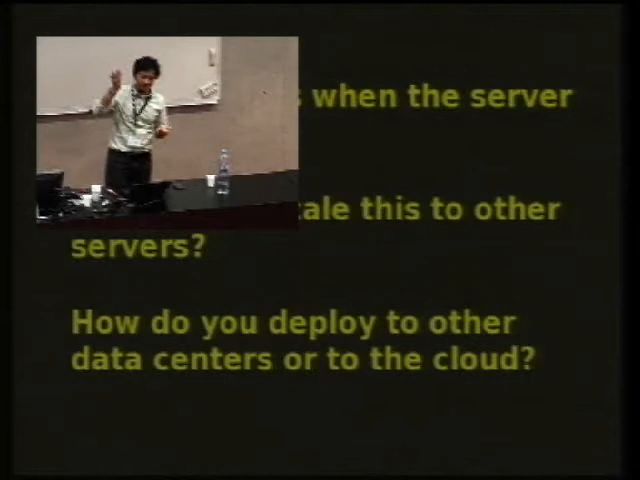 when the server
cale this to other
servers?
How do you deploy to other
data centers or to the cloud?